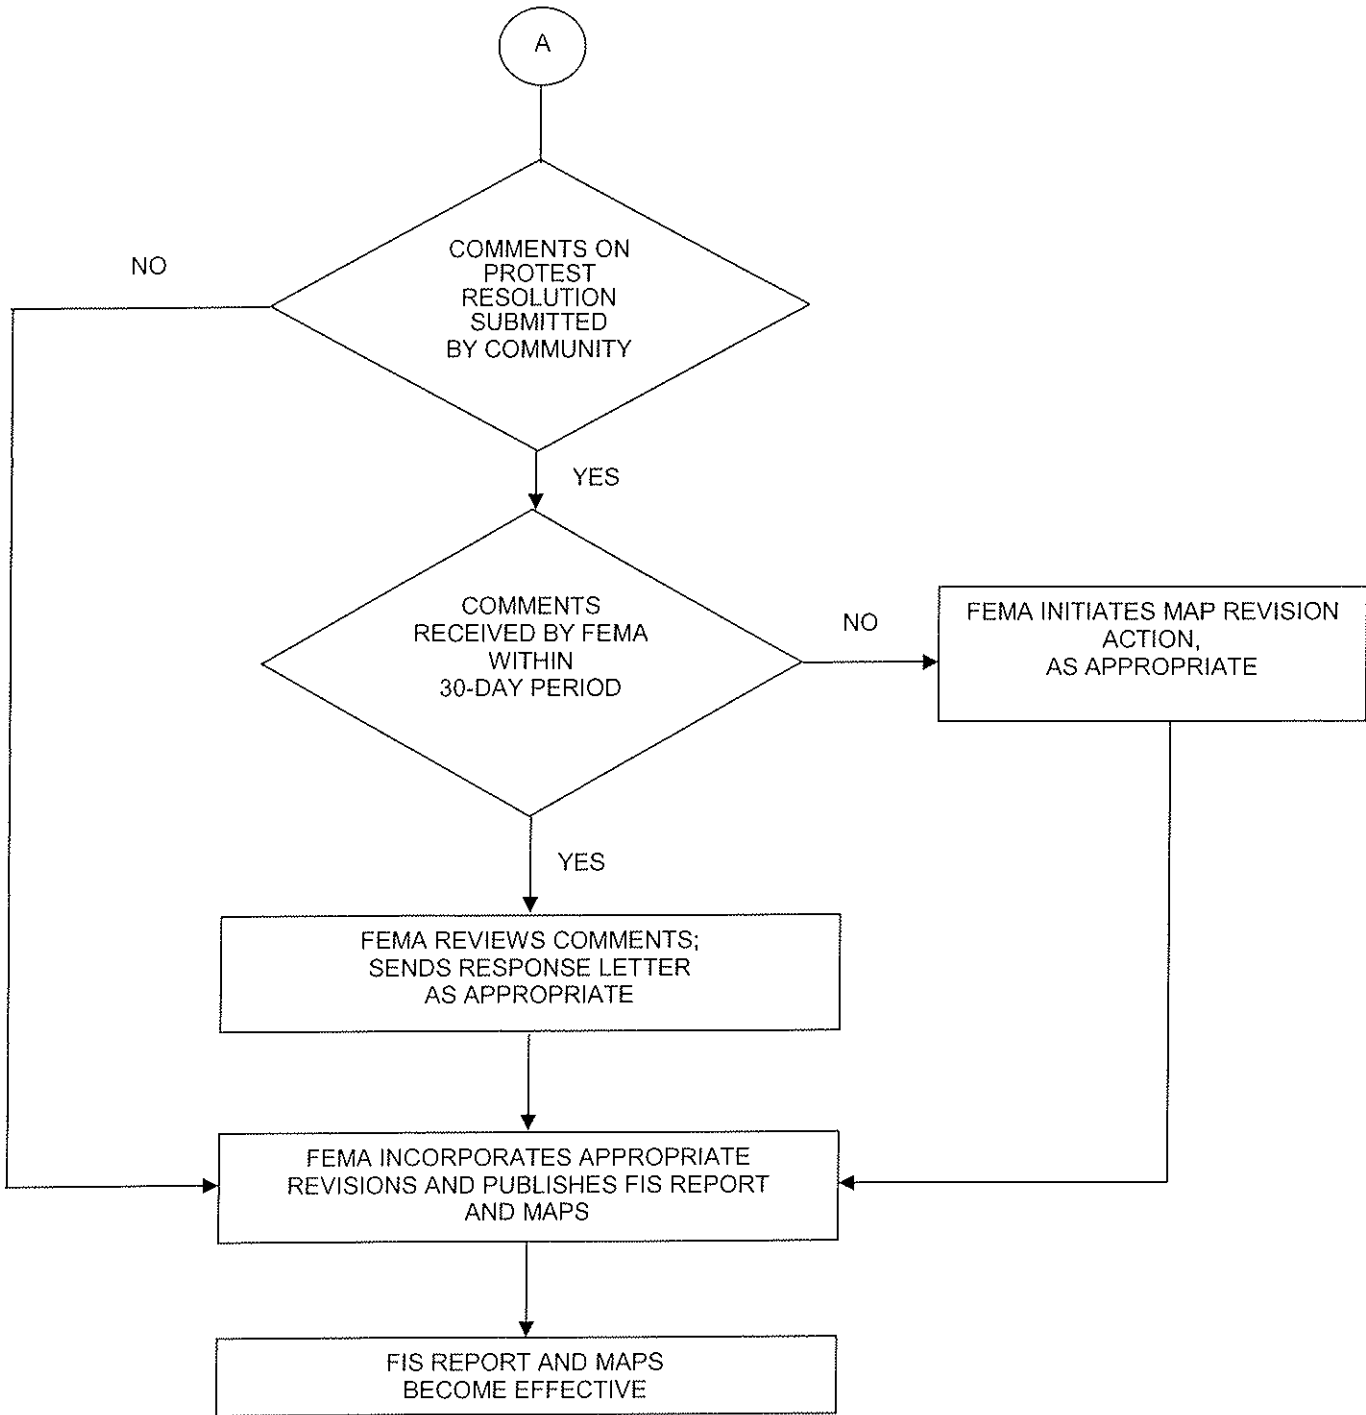 A
COMMENTS ON
PROTEST
RESOLUTION
SUBMITTED
BY COMMUNITY
NO
YES
COMMENTS
RECEIVED BY FEMA
WITHIN
30-DAY PERIOD
NO
FEMA INITIATES MAP REVISION
ACTION,
AS APPROPRIATE
YES
FEMA REVIEWS COMMENTS;
SENDS RESPONSE LETTER
AS APPROPRIATE
FEMA INCORPORATES APPROPRIATE
REVISIONS AND PUBLISHES FIS REPORT
AND MAPS
FIS REPORT AND MAPS
BECOME EFFECTIVE